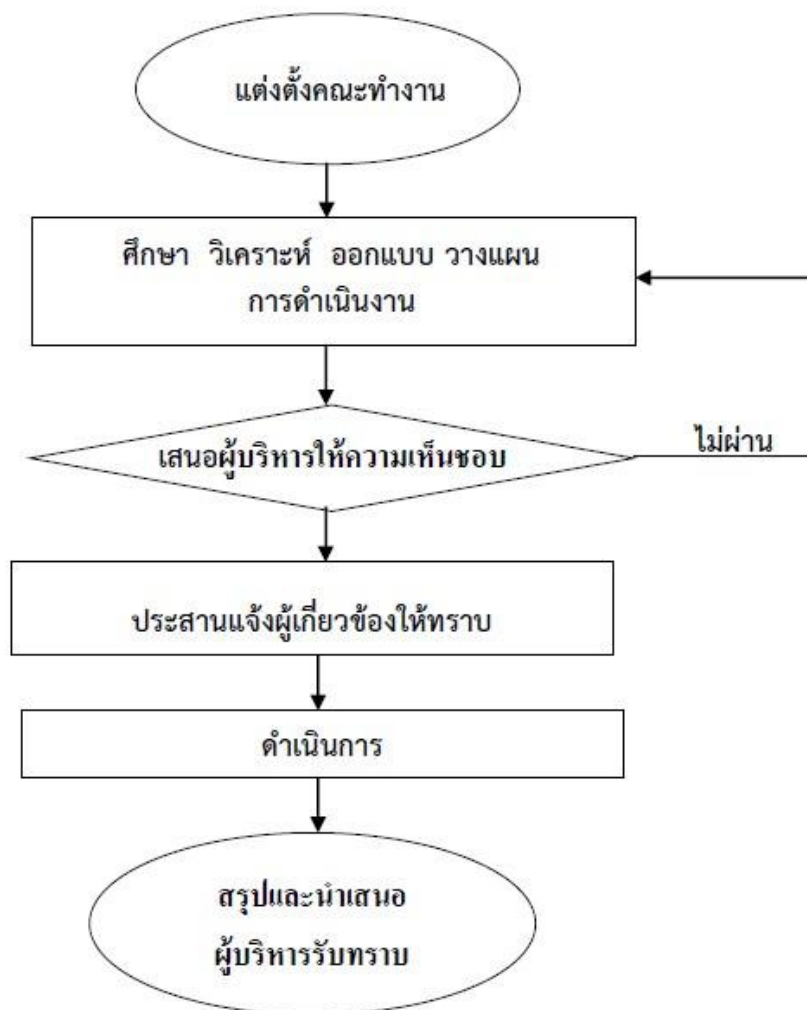 แต่งตั้งคณะทำงาน
ศึกษา วิเคราะห์ ออกแบบ วางแผน
การดำเนินงาน
เสนอผู้บริหารให้ความเห็นชอบ
ไม่ผ่าน
ประสานแจ้งผู้เกี่ยวข้องให้ทราบ
ดำเนินการ
สรุปและนำเสนอ
ผู้บริหารรับทราบ